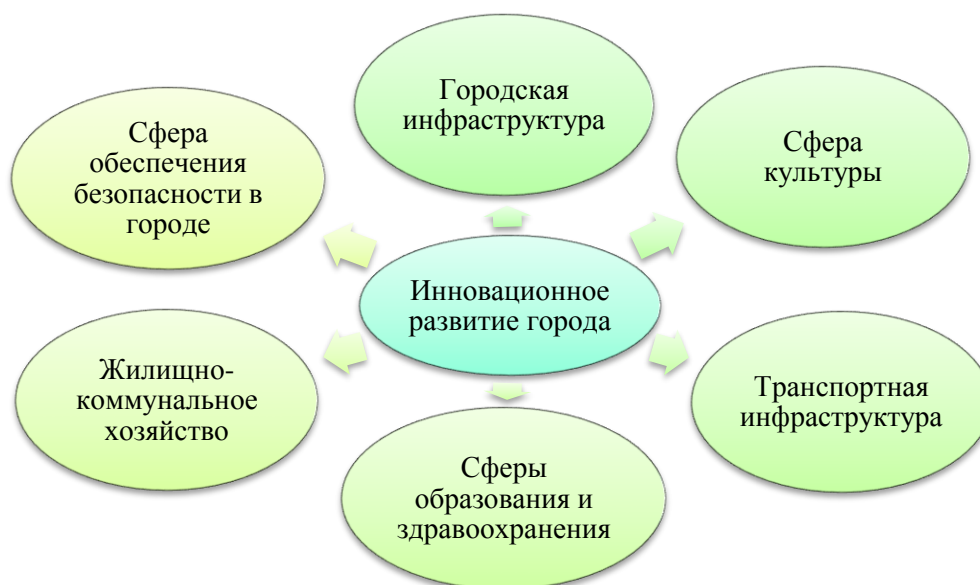 Городская
инфраструктура
Сфера
культуры
Сфера
обеспечения
безопасности в
городе
Инновационное
развитие города
Жилищно-
коммунальное
хозяйство
Транспортная
инфраструктура
Сферы
образования и
здравоохранения